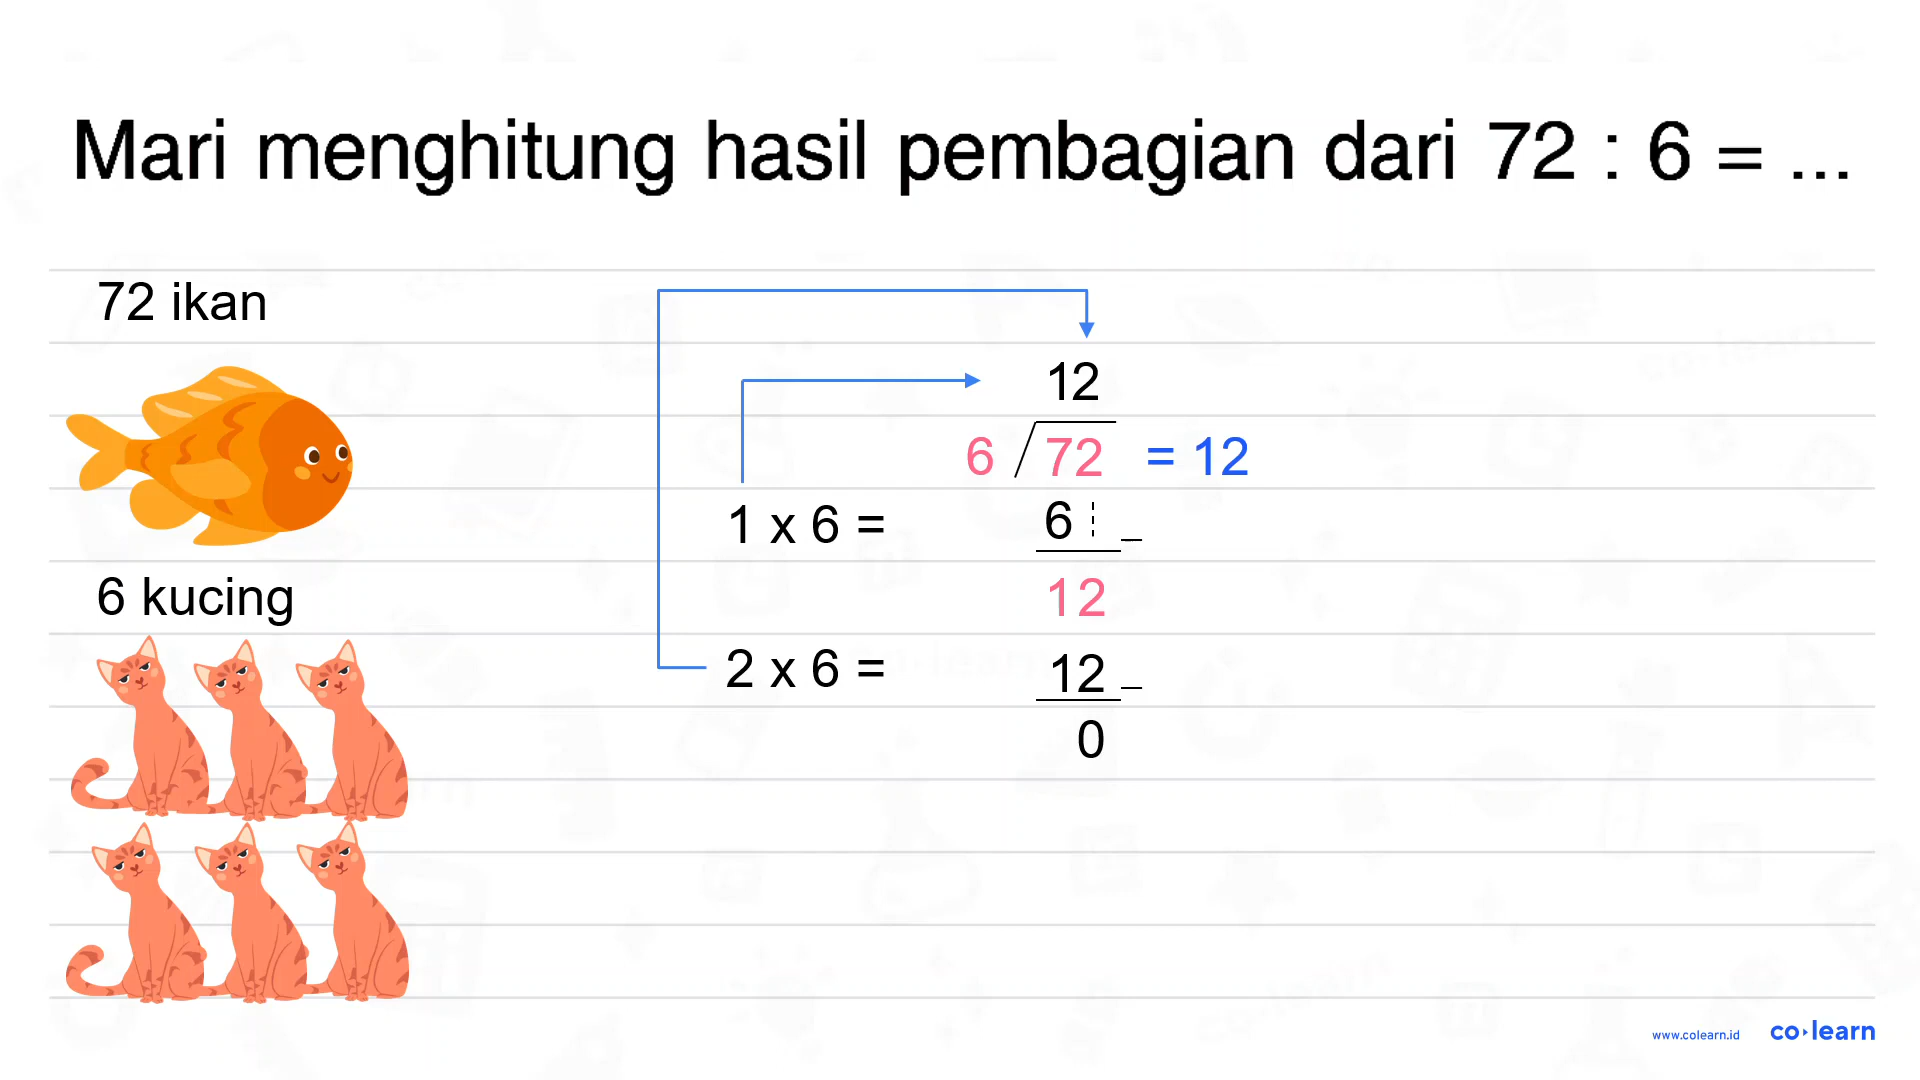 Mari menghitung hasil pembagian dari 72 : 6 = ...
72 ikan
12
6 72 = 12
1 x 6 = 6 –
12
6 kucing
2 x 6 = 12 –
0
www.colearn.id co learn